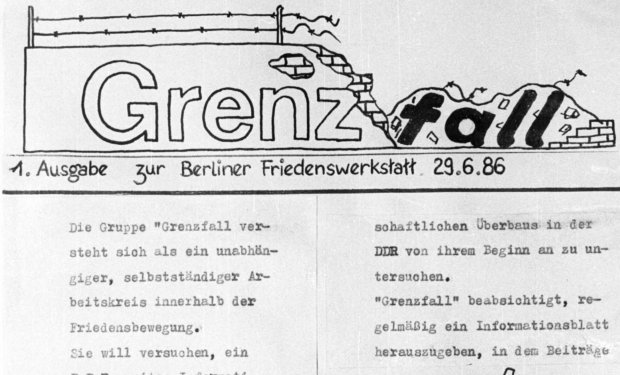 Grenzfall
1. Ausgabe zur Berliner Friedenswerkstatt 29.6.86
Die Gruppe "Grenzfall ver-
steht sich als ein unabhän-
giger, selbstständiger Ar-
beitskreis innerhalb der
Friedensbewegung.
Sie will versuchen, ein
schaftlichen Überbaus in der
DDR von ihrem Beginn an zu un-
tersuchen.
"Grenzfall" beabsichtigt, re-
gelmäßig ein Informationsblatt
herauszugeben, in dem Beiträge